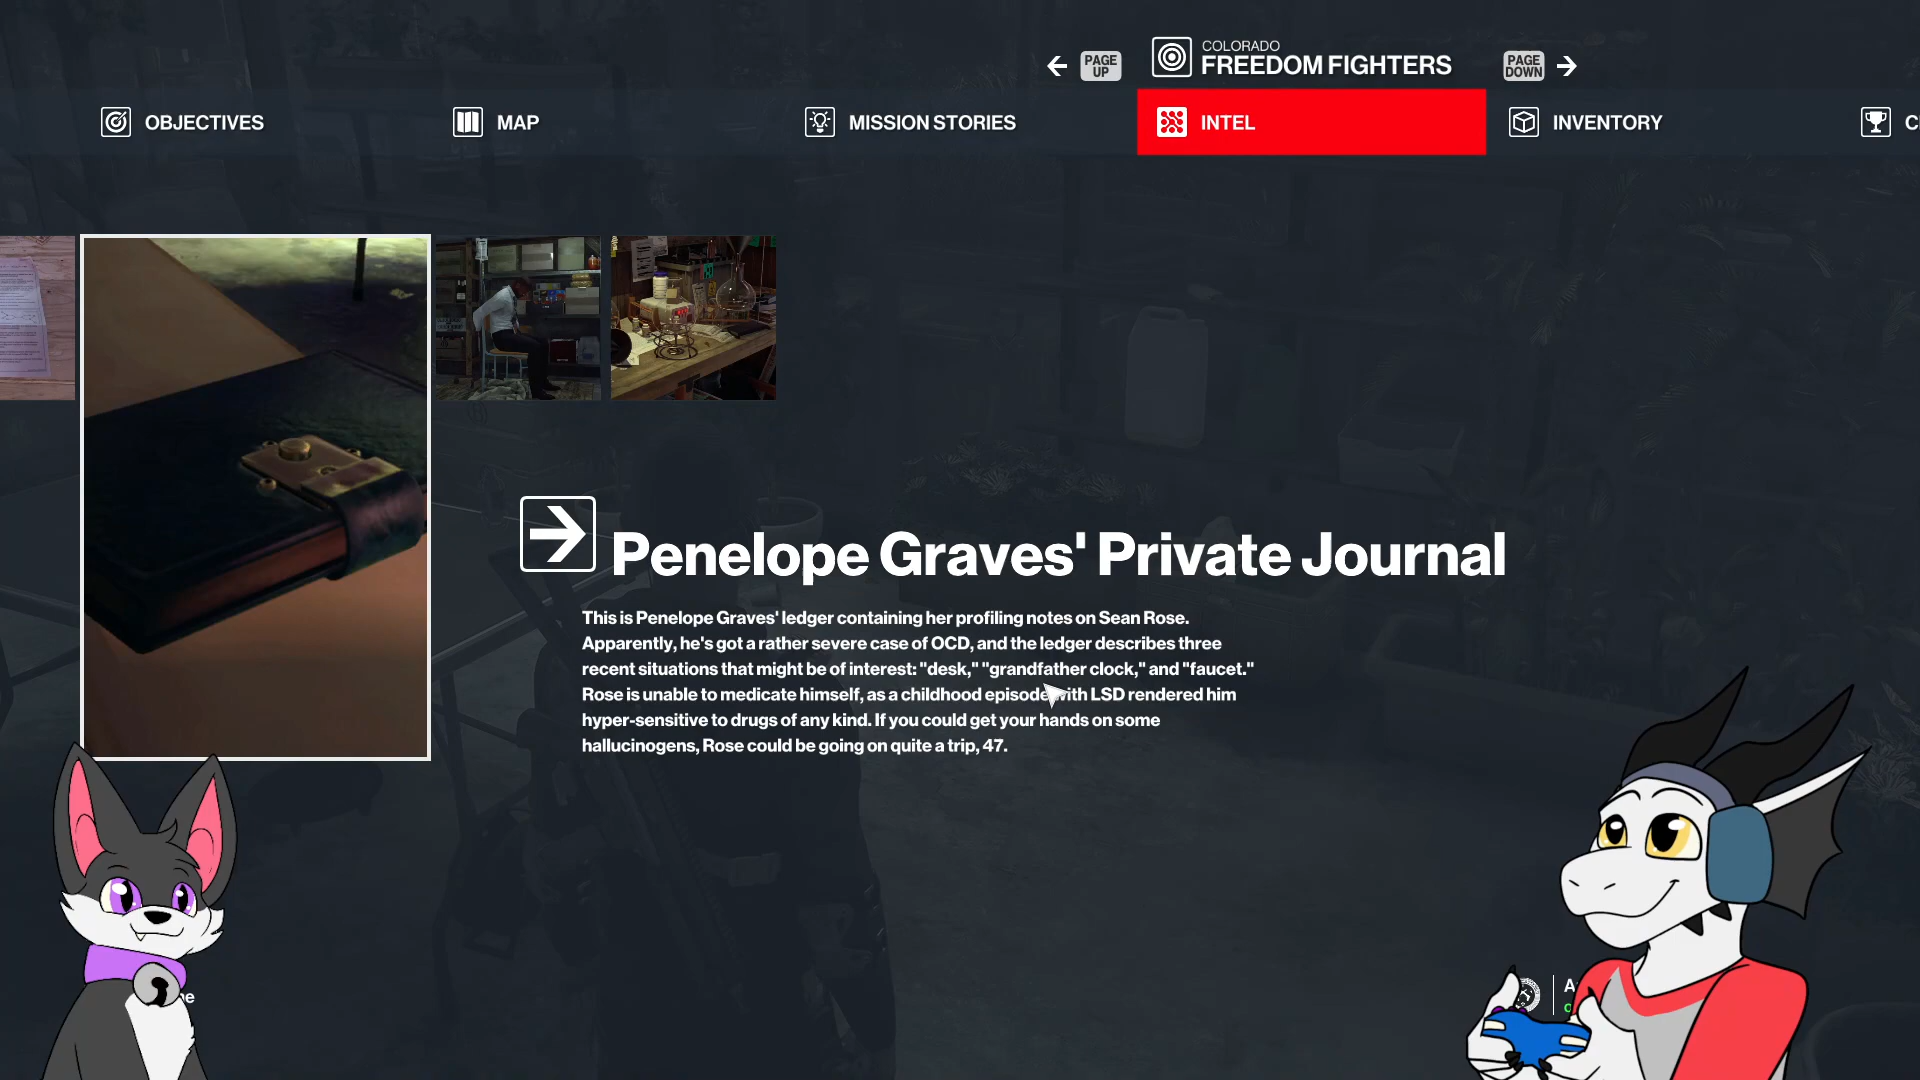 PAGE UP
COLORADO
FREEDOM FIGHTERS
PAGE DOWN
OBJECTIVES
MAP
MISSION STORIES
INTEL
INVENTORY
Penelope Graves' Private Journal
This is Penelope Graves' ledger containing her profiling notes on Sean Rose.
Apparently, he's got a rather severe case of OCD, and the ledger describes three
recent situations that might be of interest: "desk," "grandfather clock," and "faucet."
Rose is unable to medicate himself, as a childhood episode with LSD rendered him
hyper-sensitive to drugs of any kind. If you could get your hands on some
hallucinogens, Rose could be going on quite a trip, 47.